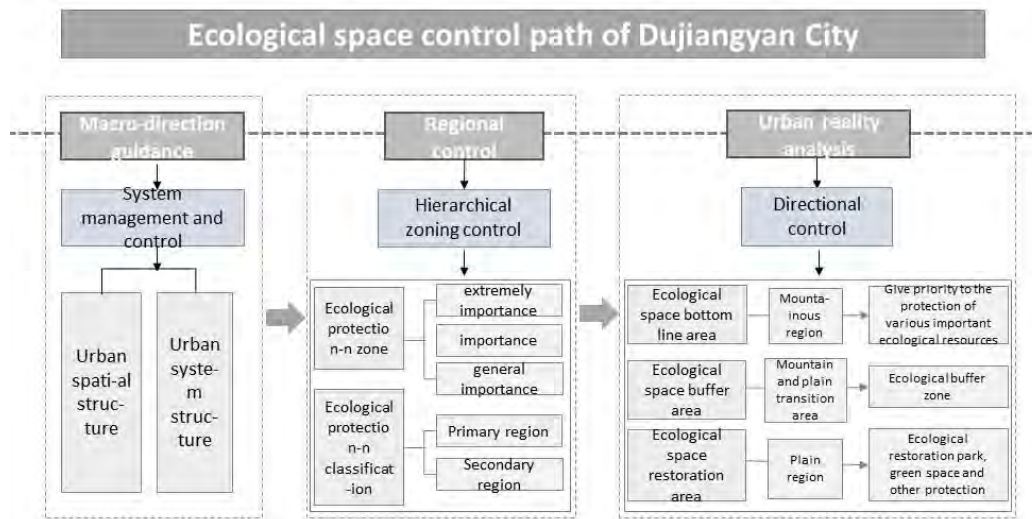 Ecological space control path of Dujiangyan City
Macro-direction
guidance
System
management and
control
Urban
spati-al
struc-
ture
Urban
syste-
m
struc-
ture
Regional
control
Hierarchical
zoning control
Ecological
protectio
n-n zone
extremely
importance
importance
general
importance
Ecological
protectio
n-n
classificat
-ion
Primary region
Secondary
region
Urban reality
analysis
Directional
control
Ecological
space bottom
line area
Mounta-
inous
region
Give priority to the
protection of
various important
ecological resources
Ecological
space buffer
area
Mountain
and plain
transition
area
Ecological buffer
zone
Ecological
space
restoration
area
Plain
region
Ecological
restoration park,
green space and
other protection